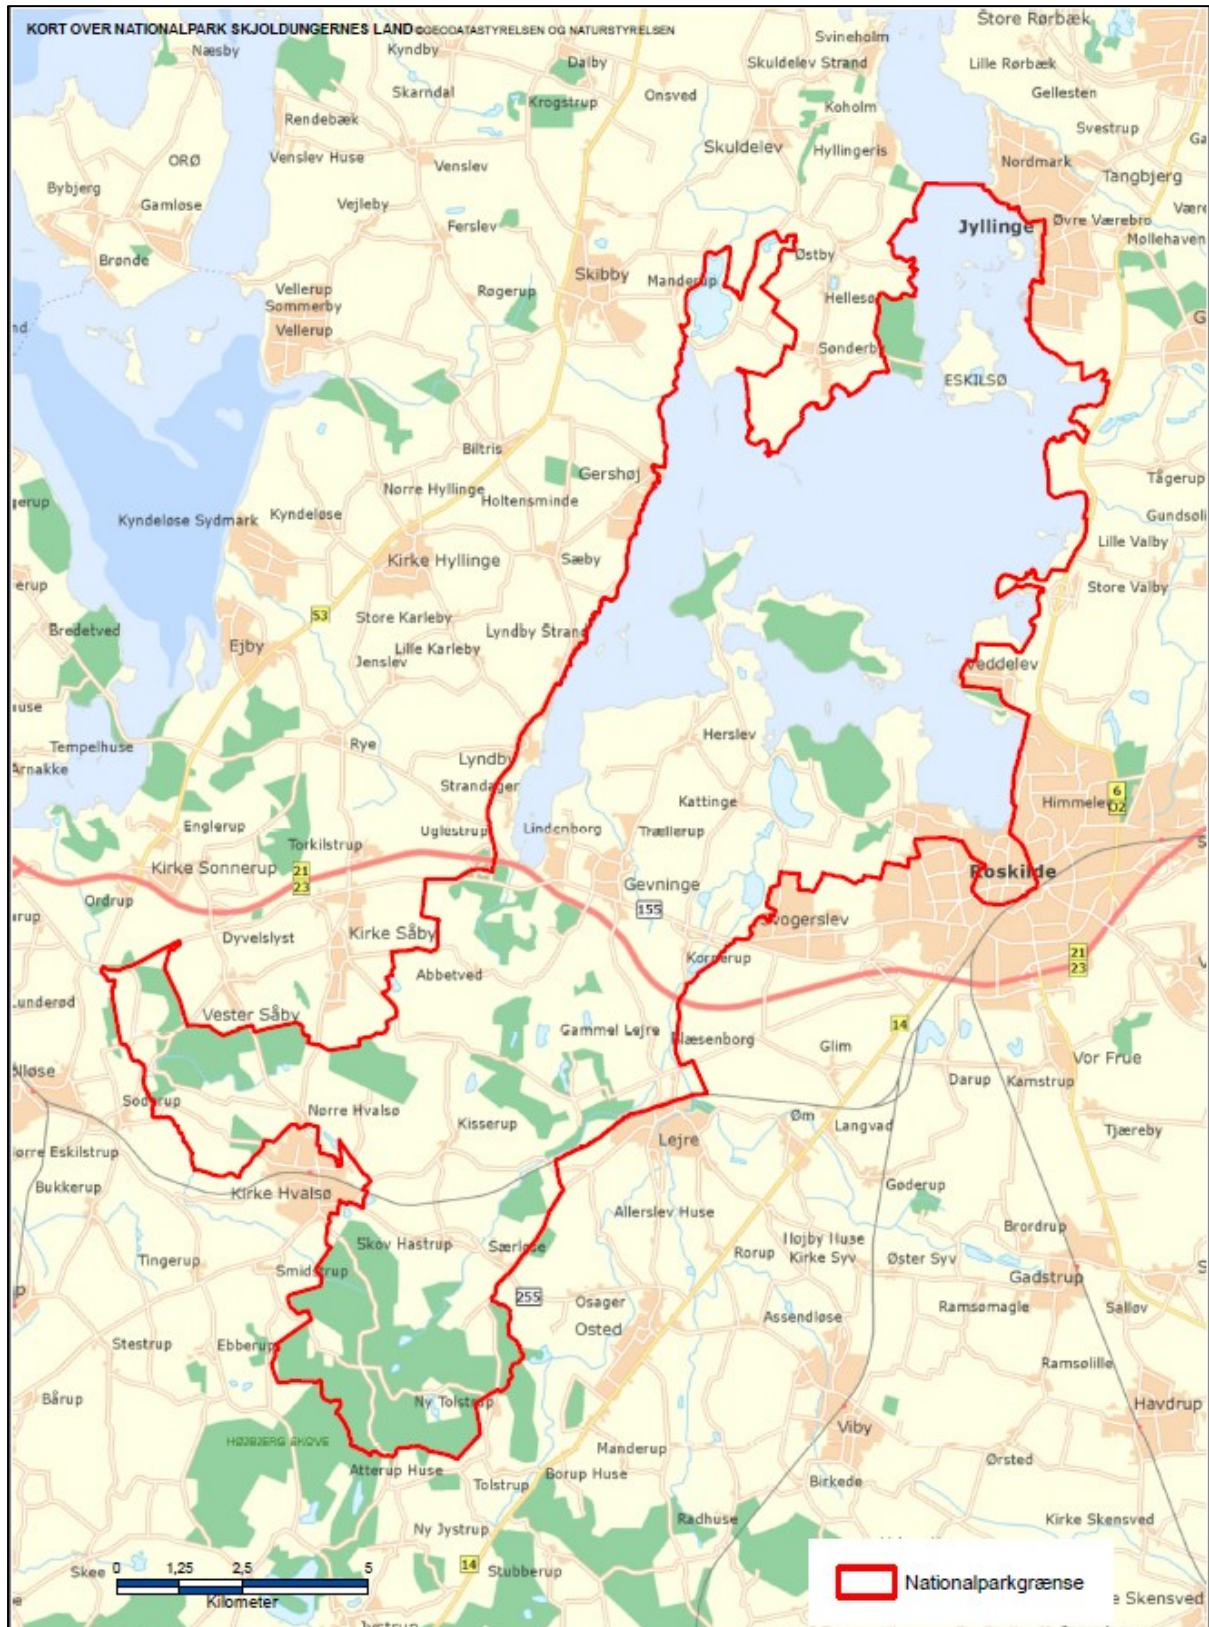 KORT OVER NATIONALPARK SKJOLDUNGERNES LAND ©GEODATASTYRELSEN OG NATURSTYRELSEN
Store Rørbæk
Svineholm
Næsby
Kyndby
Dalby
Skuldelev Strand
Lille Rørbæk
Skarndal
Onsved
Gellesten
Krogstrup
Koholm
Rendebæk
Svestrup
Skuldelev
Hyllingeris
ORØ
Venslev Huse
Venslev
Nordmark
Tangbjerg
Bybjerg
Gamløse
Vejleby
Ferslev
Jyllinge
Øvre Værebro
Møllehaven
Brønde
Østby
Skibby
Manderup
Vellerup
Sommerby
Røgerup
Vellerup
Sønderby
ESKILSØ
Biltris
Gershøj
Tågerup
Nørre Hyllinge
Holtensminde
Kyndeløse Sydmark
Kyndeløse
Lille Valby
Kirke Hyllinge
Sæby
Store Valby
53
Store Karleby
Bredetved
Lyndby Strand
Ejby
Lille Karleby
Jenslev
Veddelev
Herslev
Tempelhuse
Rye
Lyndby
Arnakke
Strandager
6
O2
Kattinge
Englerup
Uglestrup
Lindenborg
Trællerup
Torkilstrup
Kirke Sonnerup
21
23
Roskilde
Gevninge
Ordrup
155
Svogerslev
Kirke Såby
Dyvelslyst
21
23
Kornerup
Abbetved
Vester Såby
Gammel Lejre
14
Blæsenborg
Glim
Vor Frue
Darup
Kamstrup
Nørre Hvalsø
Kisserup
Øm
Langvad
Lejre
Tjæreby
Bukkerup
Kirke Hvalsø
Gøderup
Allerslev Huse
Brordrup
Skov Hastrup
Særløse
Højby Huse
Rorup
Kirke Syv
Øster Syv
Tingerup
Smidstrup
Gadstrup
255
Osager
Ramsømagle
Salløv
Assendløse
Osted
Stestrup
Ebberup
Ramsølille
Bårup
Ny Tolstrup
Havdrup
Viby
HØJBJERG SKOVE
Manderup
Ørsted
Atterup Huse
Borup Huse
Tolstrup
Birkede
Radhuse
Kirke Skensved
Ny Jystrup
14
Stubberup
Skee
0 1,25 2,5 5
Kilometer
Nationalparkgrænse
e Skensved